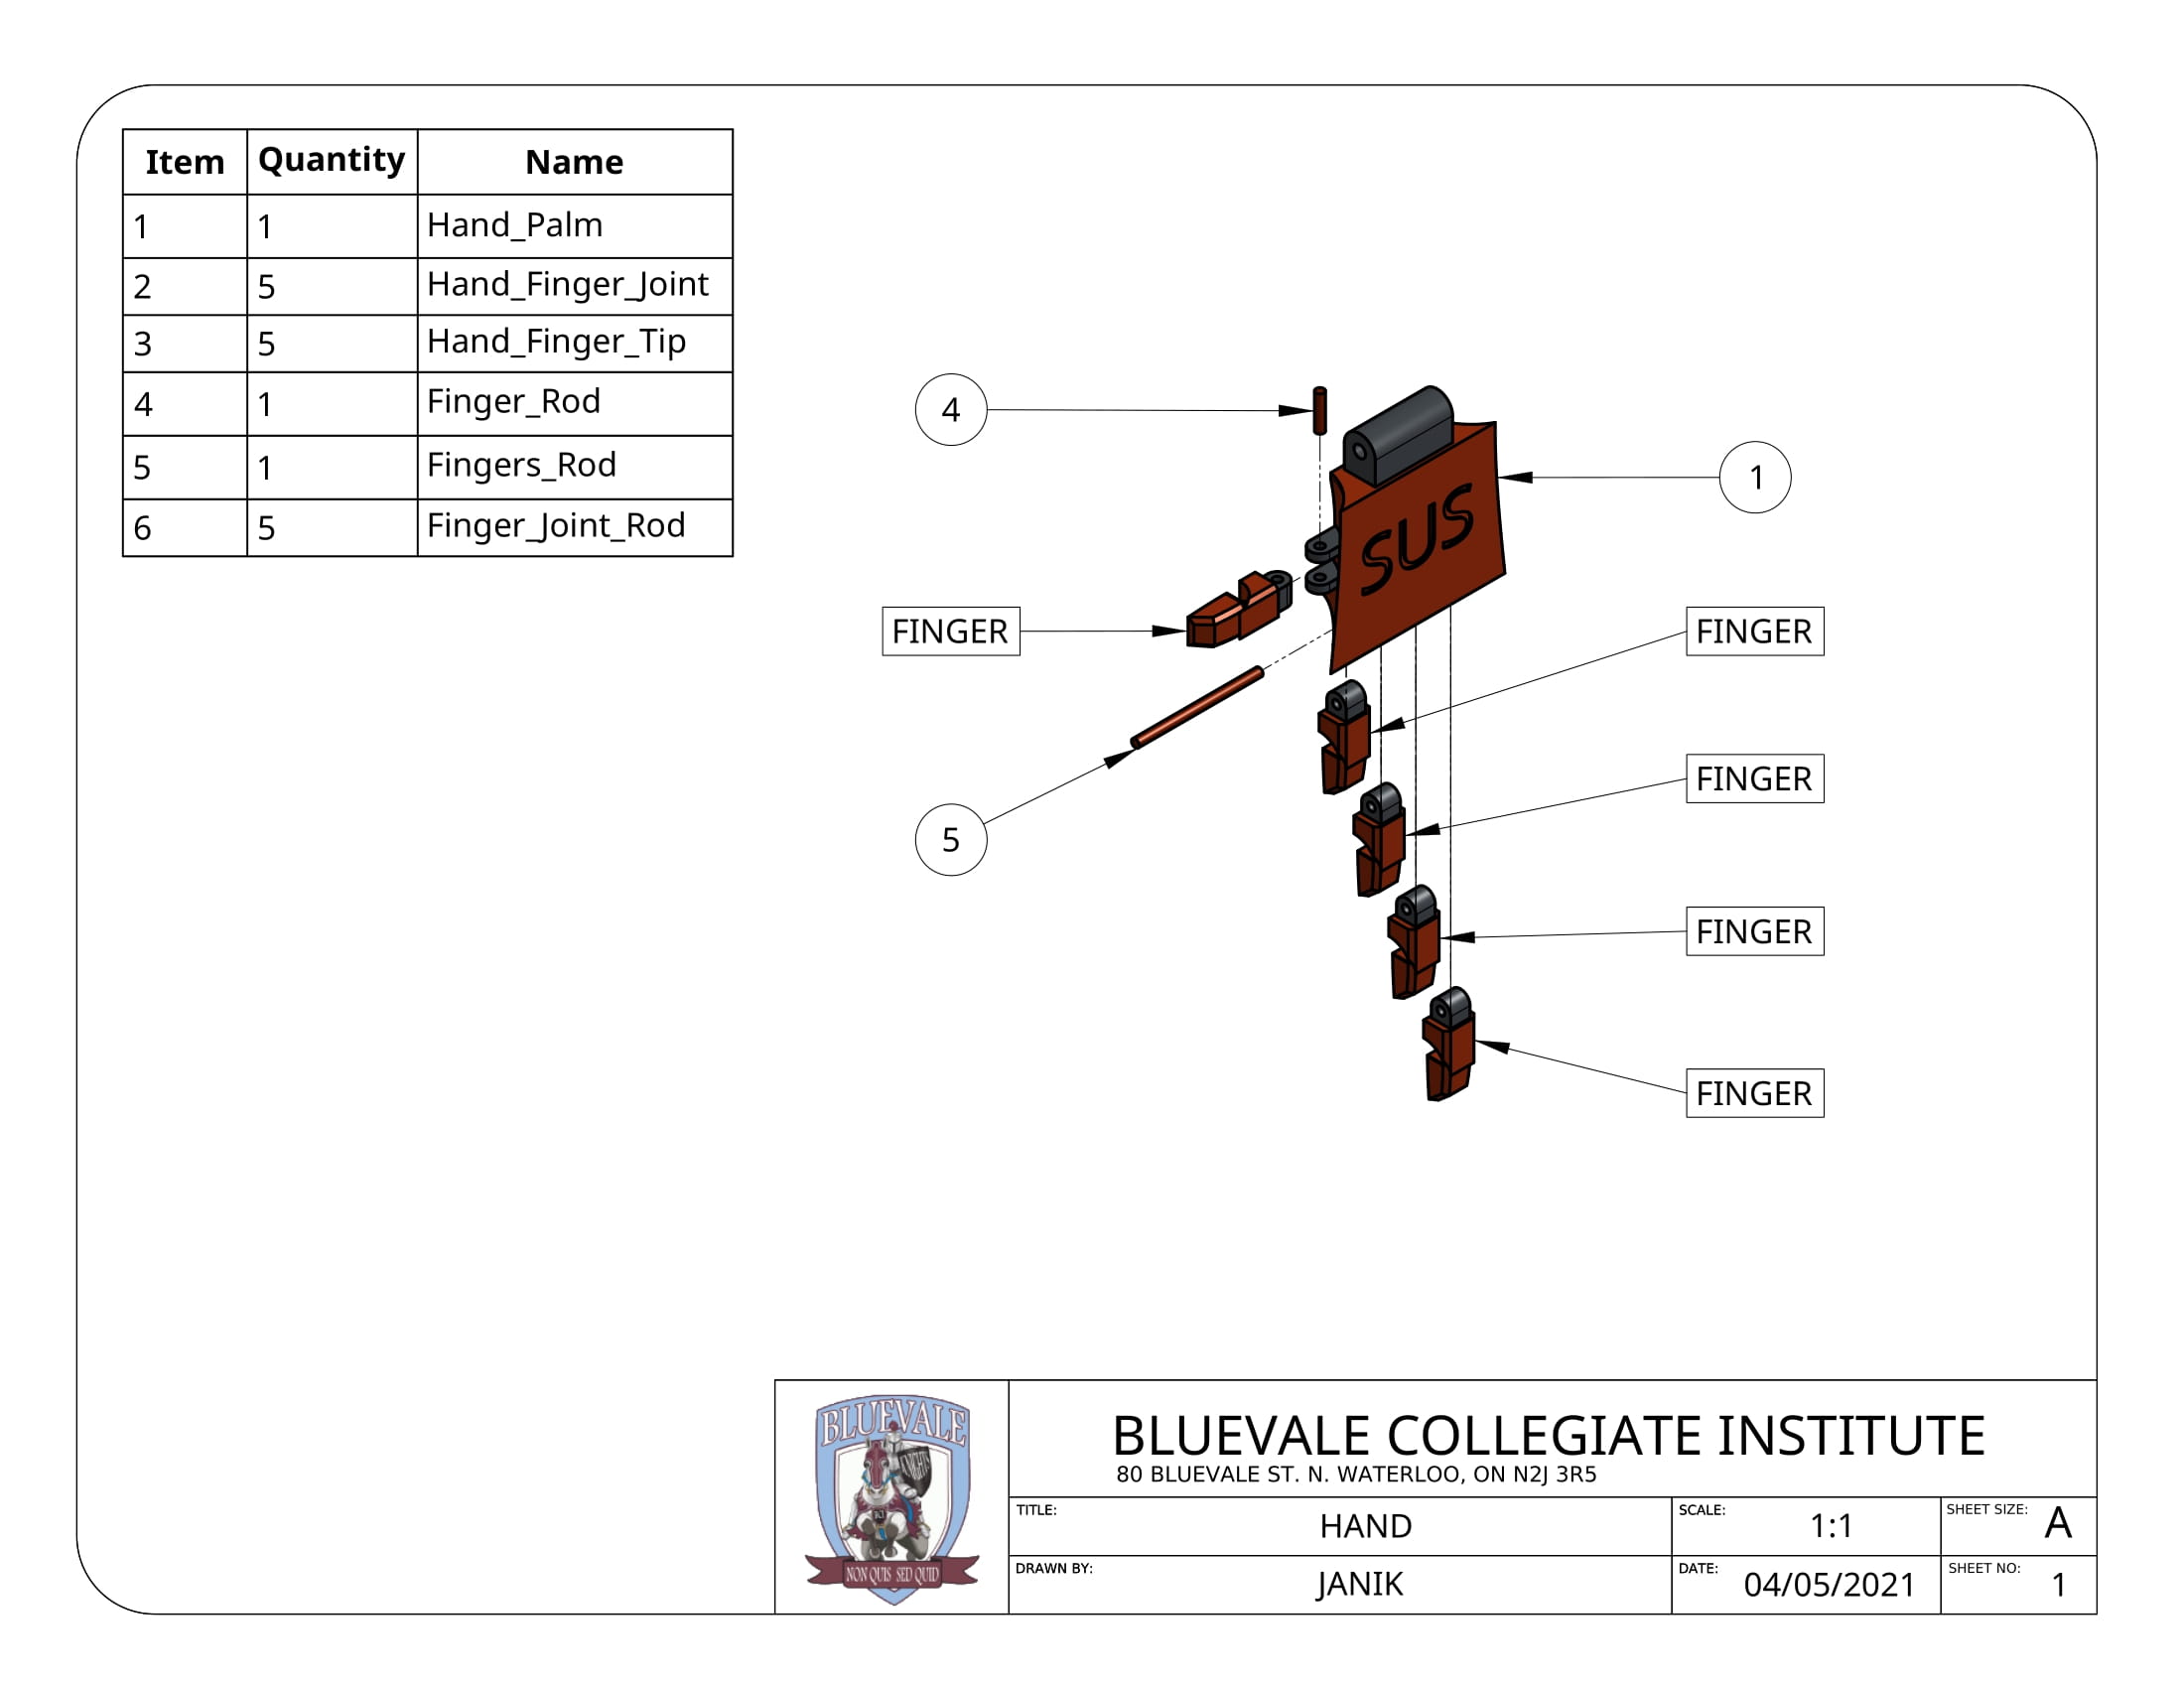 Item Quantity Name
1 1 Hand_Palm
2 5 Hand_Finger_Joint
3 5 Hand_Finger_Tip
4 1 Finger_Rod
5 1 Fingers_Rod
6 5 Finger_Joint_Rod
4
1
SUS
FINGER
FINGER
5
FINGER
FINGER
FINGER
BLUEVALE
KNIGHTS
BCI
NON QUIS SED QUID
BLUEVALE COLLEGIATE INSTITUTE
80 BLUEVALE ST. N. WATERLOO, ON N2J 3R5
TITLE: HAND
SCALE: 1:1
SHEET SIZE: A
DRAWN BY: JANIK
DATE: 04/05/2021
SHEET NO: 1